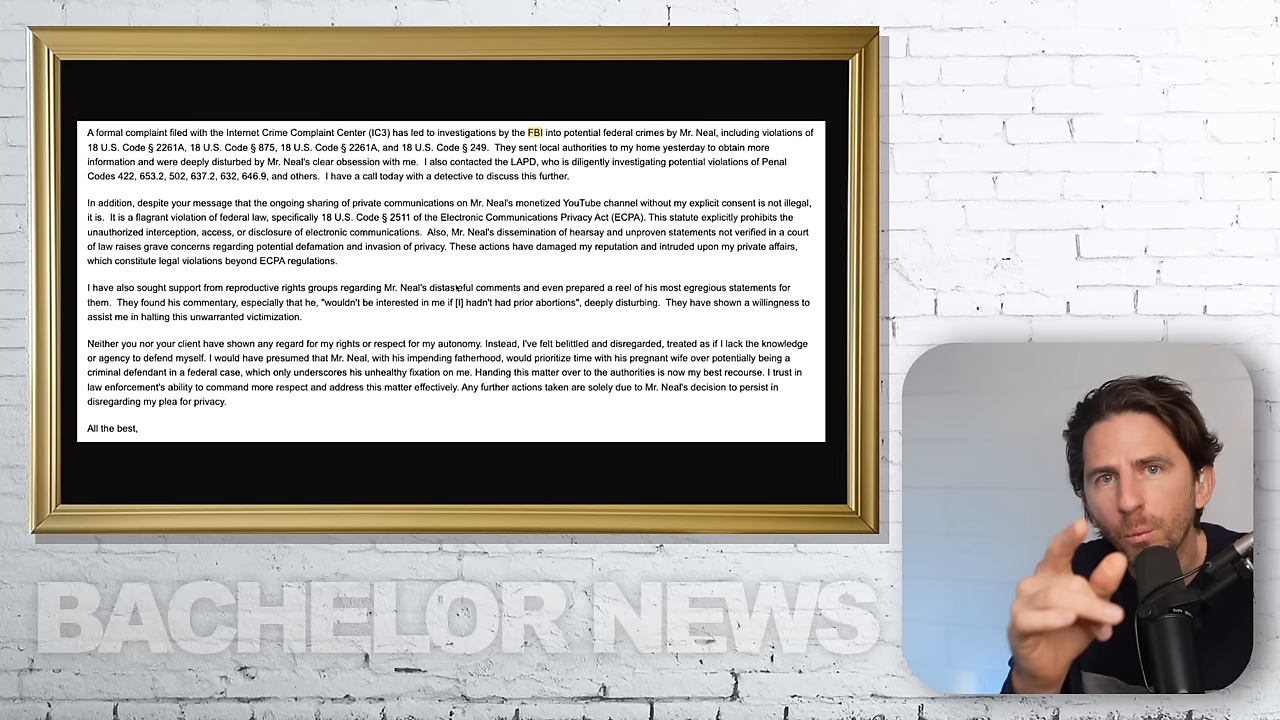 A formal complaint filed with the Internet Crime Complaint Center (IC3) has led to investigations by the FBI into potential federal crimes by Mr. Neal, including violations of
18 U.S. Code § 2261A, 18 U.S. Code § 875, 18 U.S. Code § 2261A, and 18 U.S. Code § 249.  They sent local authorities to my home yesterday to obtain more
information and were deeply disturbed by Mr. Neal's clear obsession with me.  I also contacted the LAPD, who is diligently investigating potential violations of Penal
Codes 422, 653.2, 502, 637.2, 632, 646.9, and others.  I have a call today with a detective to discuss this further.
In addition, despite your message that the ongoing sharing of private communications on Mr. Neal's monetized YouTube channel without my explicit consent is not illegal,
it is.  It is a flagrant violation of federal law, specifically 18 U.S. Code § 2511 of the Electronic Communications Privacy Act (ECPA). This statute explicitly prohibits the
unauthorized interception, access, or disclosure of electronic communications.  Also, Mr. Neal's dissemination of hearsay and unproven statements not verified in a court
of law raises grave concerns regarding potential defamation and invasion of privacy. These actions have damaged my reputation and intruded upon my private affairs,
which constitute legal violations beyond ECPA regulations.
I have also sought support from reproductive rights groups regarding Mr. Neal's distasteful comments and even prepared a reel of his most egregious statements for
them.  They found his commentary, especially that he, "wouldn't be interested in me if [I] hadn't had prior abortions", deeply disturbing.  They have shown a willingness to
assist me in halting this unwarranted victimization.
Neither you nor your client have shown any regard for my rights or respect for my autonomy. Instead, I've felt belittled and disregarded, treated as if I lack the knowledge
or agency to defend myself. I would have presumed that Mr. Neal, with his impending fatherhood, would prioritize time with his pregnant wife over potentially being a
criminal defendant in a federal case, which only underscores his unhealthy fixation on me. Handing this matter over to the authorities is now my best recourse. I trust in
law enforcement's ability to command more respect and address this matter effectively. Any further actions taken are solely due to Mr. Neal's decision to persist in
disregarding my plea for privacy.
All the best,
BACHELOR NEWS